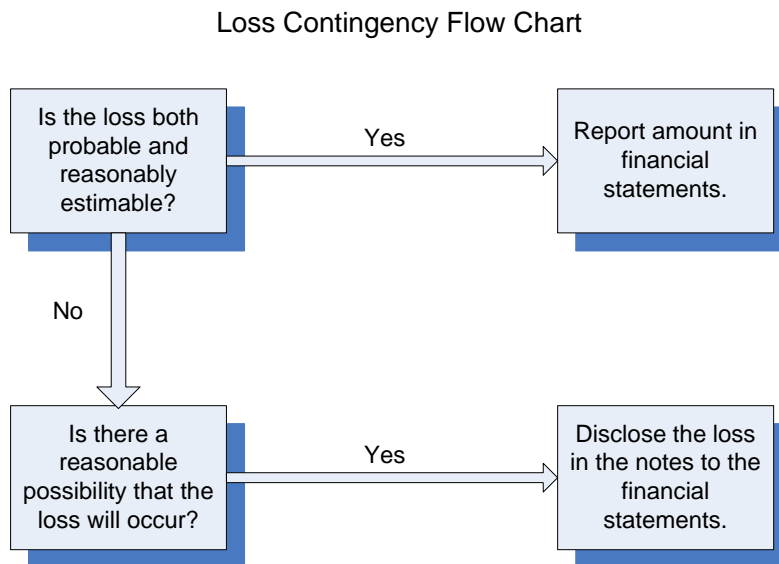 Loss Contingency Flow Chart
Is the loss both
probable and
reasonably
estimable?
Yes
Report amount in
financial
statements.
No
Is there a
reasonable
possibility that the
loss will occur?
Yes
Disclose the loss
in the notes to the
financial
statements.